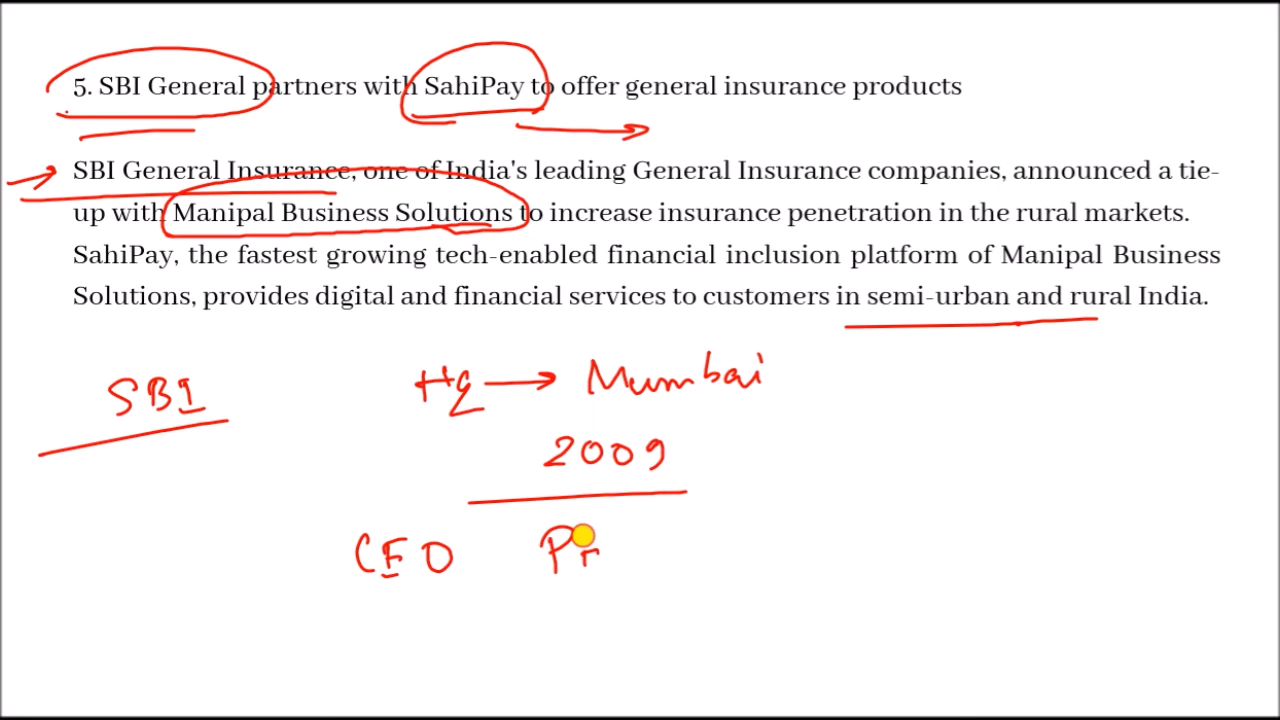 5. SBI General partners with SahiPay to offer general insurance products
SBI General Insurance, one of India's leading General Insurance companies, announced a tie-
up with Manipal Business Solutions to increase insurance penetration in the rural markets.
SahiPay, the fastest growing tech-enabled financial inclusion platform of Manipal Business
Solutions, provides digital and financial services to customers in semi-urban and rural India.
SBI Hq → Mumbai
2009
CEO Pr